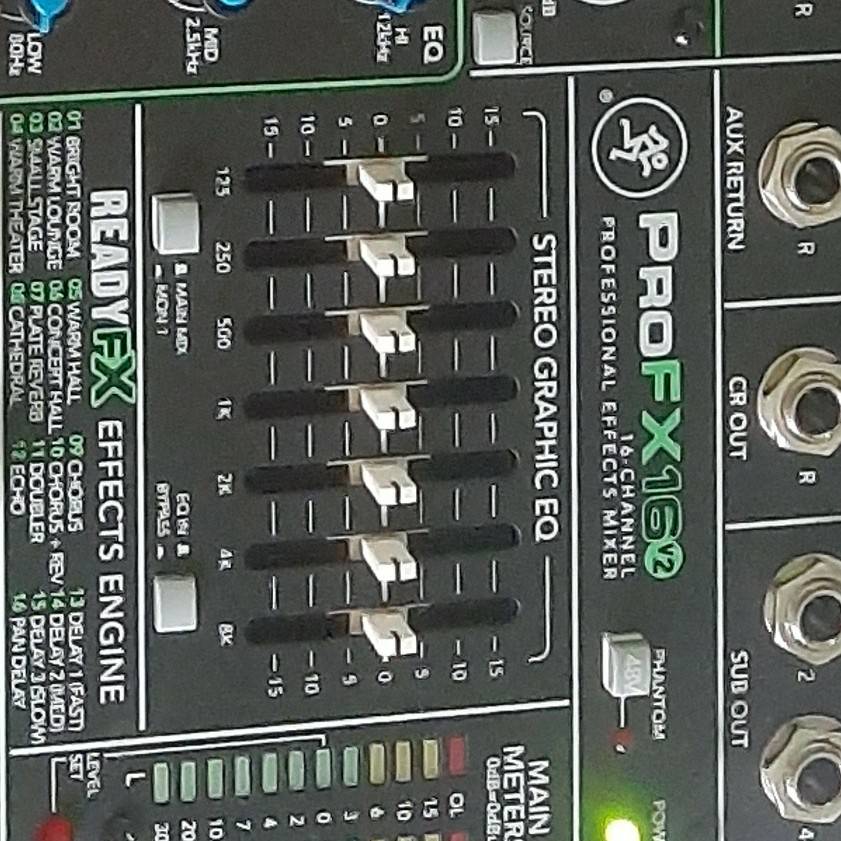 R
AUX RETURN
R
CR OUT
R
SUB OUT
2
4
PROFX16 V2
16-CHANNEL
PROFESSIONAL EFFECTS MIXER
PHANTOM
48V
SOURCE
EQ
HI
12kHz
MID
2.5kHz
LOW
80Hz
STEREO GRAPHIC EQ
15 15
10 10
5 5
0 0
5 5
10 10
15 15
125 250 500 1K 2K 4K 8K
MAIN MIX
MON 1
EQ IN
BYPASS
READYFX EFFECTS ENGINE
01 BRIGHT ROOM 05 WARM HALL 09 CHORUS 13 DELAY 1 (FAST)
02 WARM LOUNGE 06 CONCERT HALL 10 CHORUS + REV 14 DELAY 2 (MED)
03 SMALL STAGE 07 PLATE REVERB 11 DOUBLER 15 DELAY 3 (SLOW)
04 WARM THEATER 08 CATHEDRAL 12 ECHO 16 PAN DELAY
MAIN
METERS
OL
15
10
6
3
0
2
4
7
10
20
30
L
LEVEL
SET